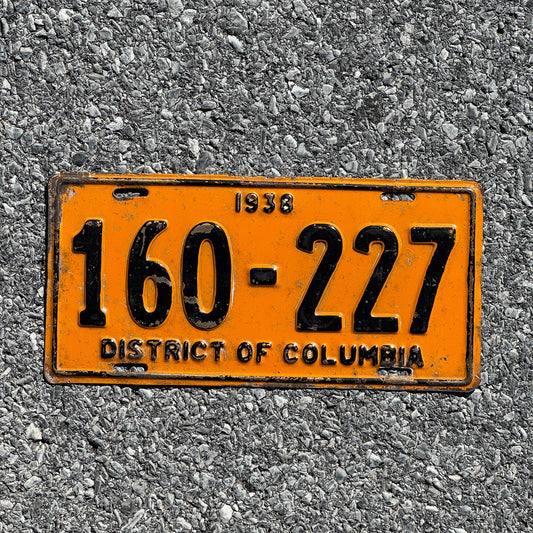 1938
160-227
DISTRICT OF COLUMBIA